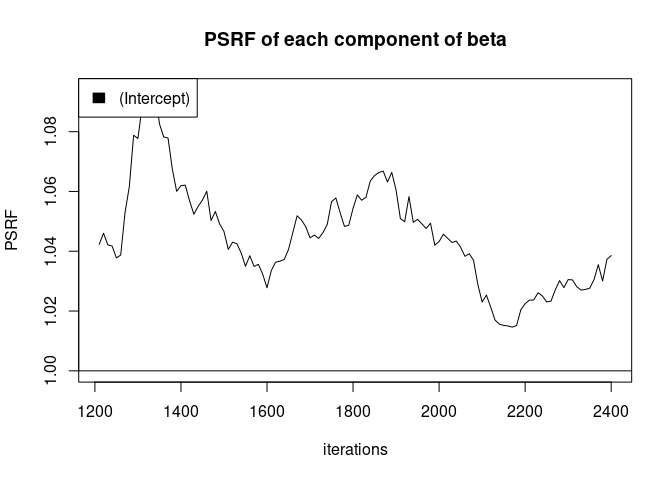 PSRF of each component of beta
(Intercept)
PSRF
1.08
1.06
1.04
1.02
1.00
1200 1400 1600 1800 2000 2200 2400
iterations